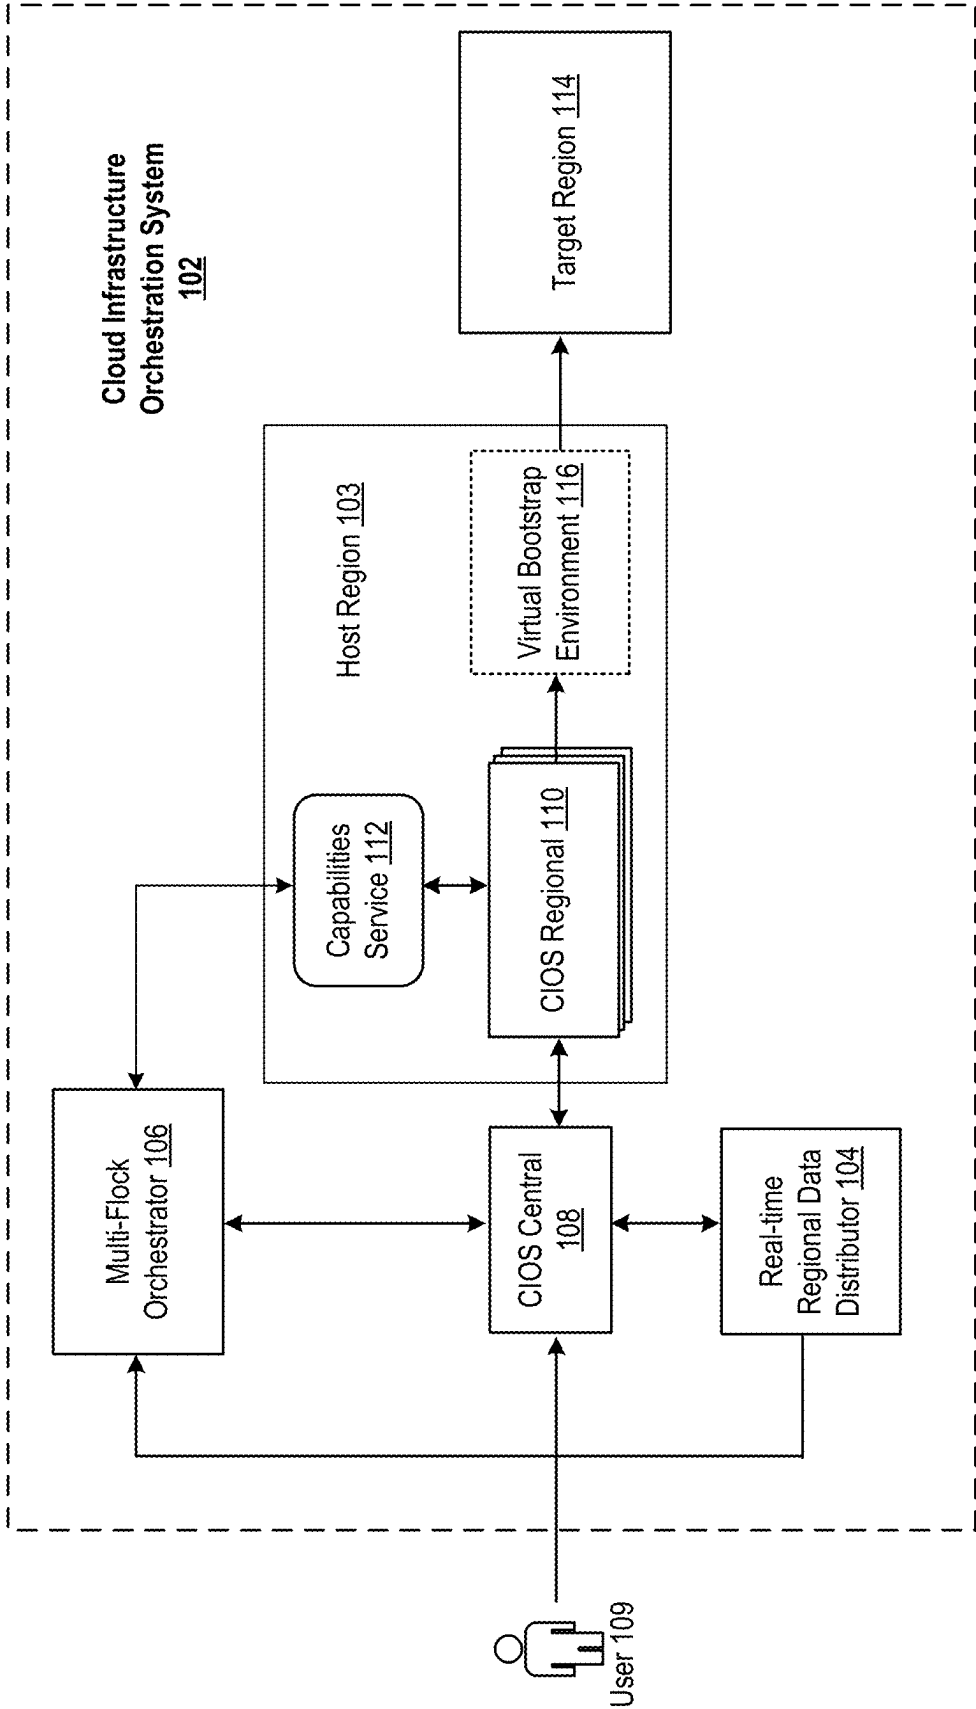 Cloud Infrastructure
Orchestration System
102
Multi-Flock
Orchestrator 106
Capabilities
Service 112
Host Region 103
User 109
CIOS Central
108
CIOS Regional 110
Virtual Bootstrap
Environment 116
Target Region 114
Real-time
Regional Data
Distributor 104